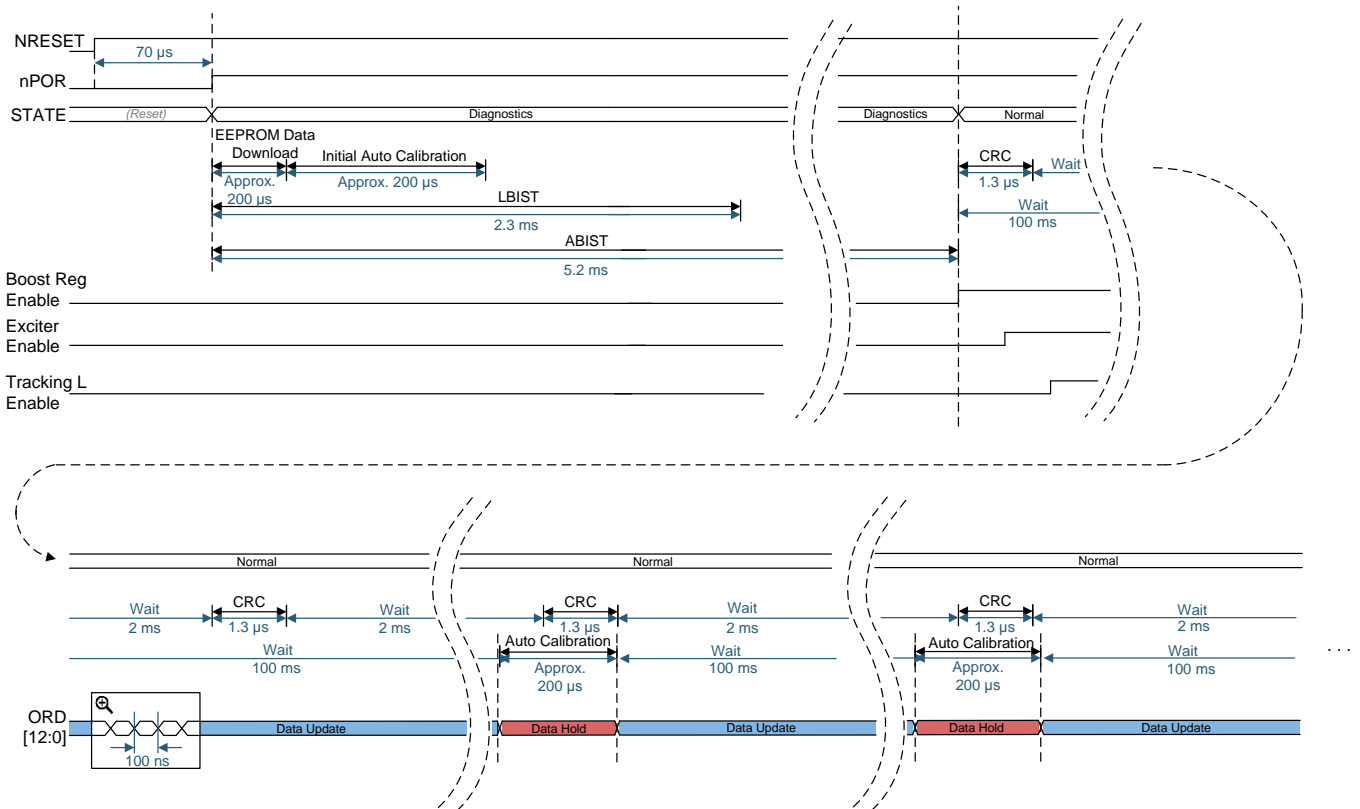 NRESET
70 µs
nPOR
STATE
(Reset)
Diagnostics
Diagnostics
Normal
EEPROM Data
Download
Initial Auto Calibration
CRC
Wait
Approx.
200 µs
Approx. 200 µs
1.3 µs
LBIST
2.3 ms
Wait
100 ms
ABIST
5.2 ms
Boost Reg
Enable
Exciter
Enable
Tracking L
Enable
Normal
Normal
Normal
Wait
2 ms
CRC
1.3 µs
Wait
2 ms
CRC
1.3 µs
Wait
2 ms
CRC
1.3 µs
Wait
2 ms
Wait
100 ms
Auto Calibration
Approx.
200 µs
Wait
100 ms
Auto Calibration
Approx.
200 µs
Wait
100 ms
. . .
ORD
[12:0]
100 ns
Data Update
Data Hold
Data Update
Data Hold
Data Update